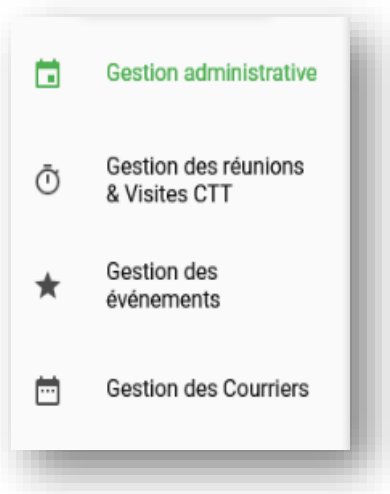 Gestion administrative
Gestion des réunions
& Visites CTT
Gestion des
événements
Gestion des Courriers